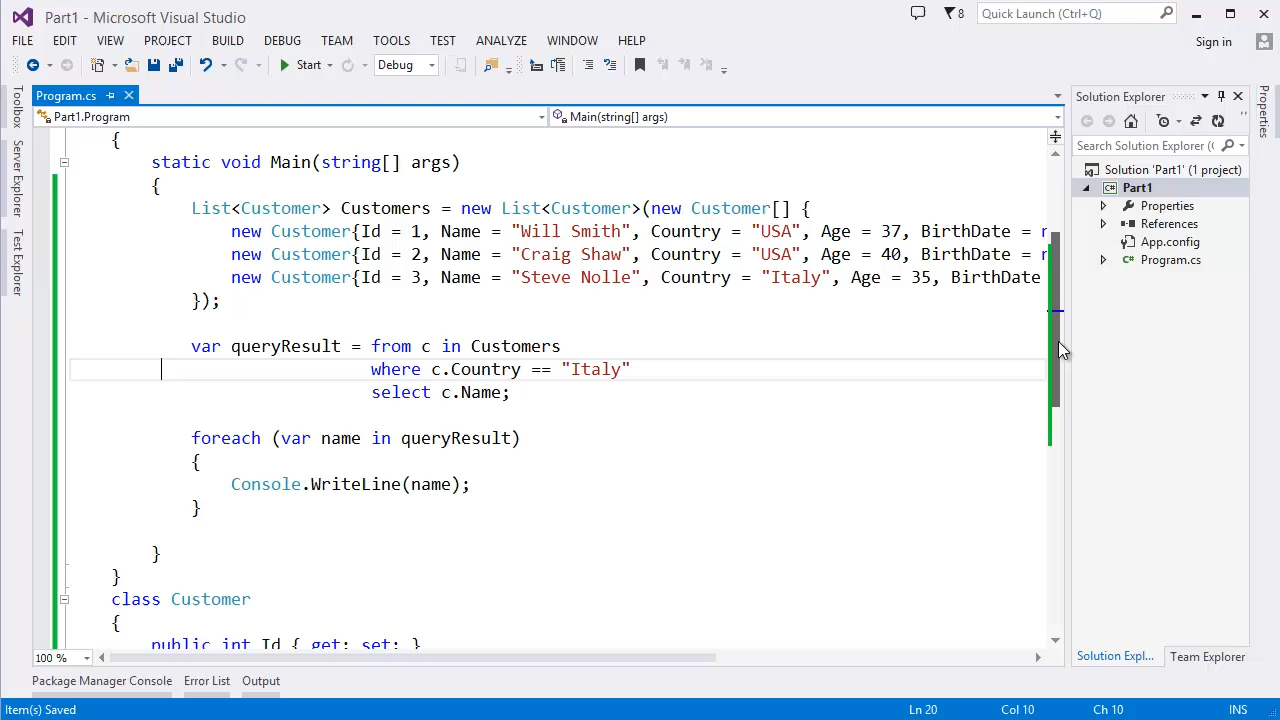 Part1 - Microsoft Visual Studio
8
Quick Launch (Ctrl+Q)
FILE EDIT VIEW PROJECT BUILD DEBUG TEAM TOOLS TEST ANALYZE WINDOW HELP
Sign in
Start Debug
Toolbox
Server Explorer
Test Explorer
Program.cs
Part1.Program Main(string[] args)
{
static void Main(string[] args)
{
List<Customer> Customers = new List<Customer>(new Customer[] {
new Customer{Id = 1, Name = "Will Smith", Country = "USA", Age = 37, BirthDate = n
new Customer{Id = 2, Name = "Craig Shaw", Country = "USA", Age = 40, BirthDate = n
new Customer{Id = 3, Name = "Steve Nolle", Country = "Italy", Age = 35, BirthDate
});
var queryResult = from c in Customers
where c.Country == "Italy"
select c.Name;
foreach (var name in queryResult)
{
Console.WriteLine(name);
}
}
}
class Customer
{
public int Id { get; set; }
100 %
Solution Explorer
Search Solution Explorer (
Solution 'Part1' (1 project)
C# Part1
Properties
References
App.config
C# Program.cs
Solution Expl... Team Explorer
Properties
Package Manager Console Error List Output
Item(s) Saved Ln 20 Col 10 Ch 10 INS